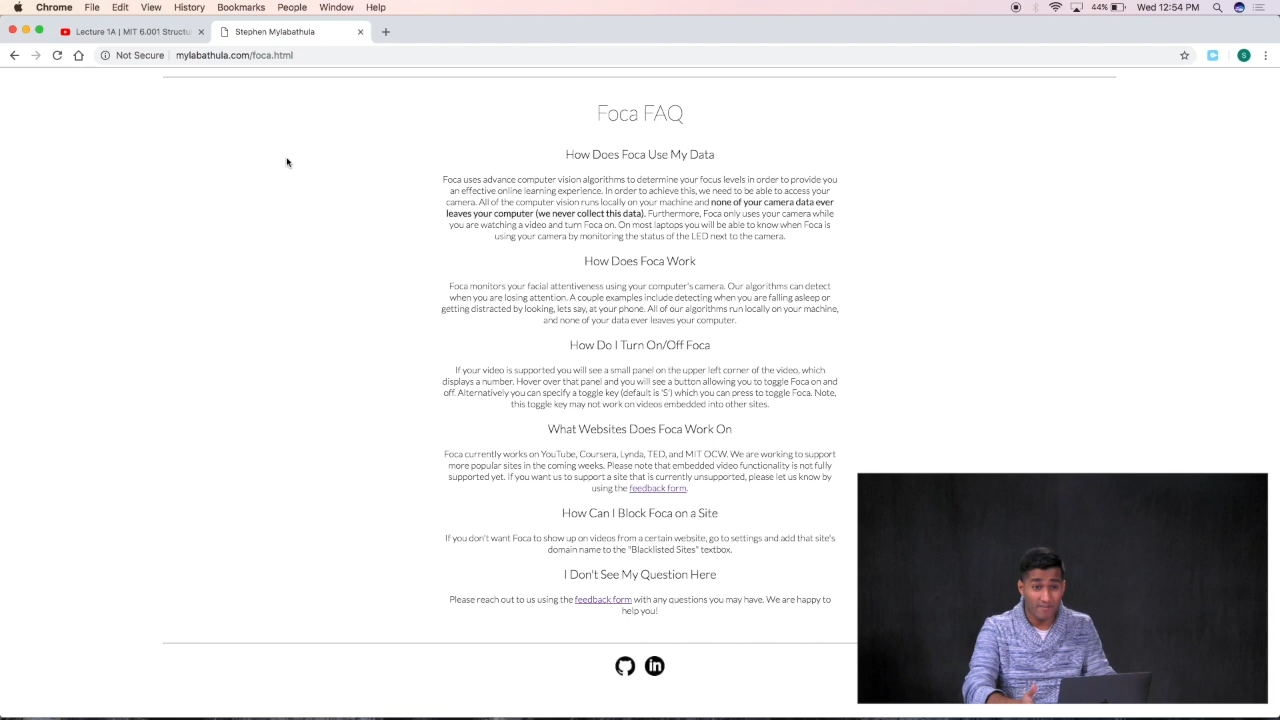 Chrome File Edit View History Bookmarks People Window Help 44% Wed 12:54 PM
Lecture 1A | MIT 6.001 Structu Stephen Mylabathula
Not Secure mylabathula.com/foca.html S
Foca FAQ
How Does Foca Use My Data
Foca uses advance computer vision algorithms to determine your focus levels in order to provide you
an effective online learning experience. In order to achieve this, we need to be able to access your
camera. All of the computer vision runs locally on your machine and none of your camera data ever
leaves your computer (we never collect this data). Furthermore, Foca only uses your camera while
you are watching a video and turn Foca on. On most laptops you will be able to know when Foca is
using your camera by monitoring the status of the LED next to the camera.
How Does Foca Work
Foca monitors your facial attentiveness using your computer's camera. Our algorithms can detect
when you are losing attention. A couple examples include detecting when you are falling asleep or
getting distracted by looking, lets say, at your phone. All of our algorithms run locally on your machine,
and none of your data ever leaves your computer.
How Do I Turn On/Off Foca
If your video is supported you will see a small panel on the upper left corner of the video, which
displays a number. Hover over that panel and you will see a button allowing you to toggle Foca on and
off. Alternatively you can specify a toggle key (default is 'S') which you can press to toggle Foca. Note,
this toggle key may not work on videos embedded into other sites.
What Websites Does Foca Work On
Foca currently works on YouTube, Coursera, Lynda, TED, and MIT OCW. We are working to support
more popular sites in the coming weeks. Please note that embedded video functionality is not fully
supported yet. If you want us to support a site that is currently unsupported, please let us know by
using the feedback form.
How Can I Block Foca on a Site
If you don't want Foca to show up on videos from a certain website, go to settings and add that site's
domain name to the "Blacklisted Sites" textbox.
I Don't See My Question Here
Please reach out to us using the feedback form with any questions you may have. We are happy to
help you!
in